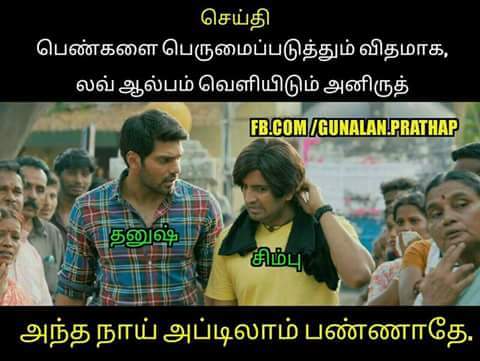 செய்தி
பெண்களை பெருமைப்படுத்தும் விதமாக,
லவ் ஆல்பம் வெளியிடும் அனிருத்
FB.COM /GUNALAN.PRATHAP
தனுஷ்
சிம்பு
அந்த நாய் அப்டிலாம் பண்ணாதே.